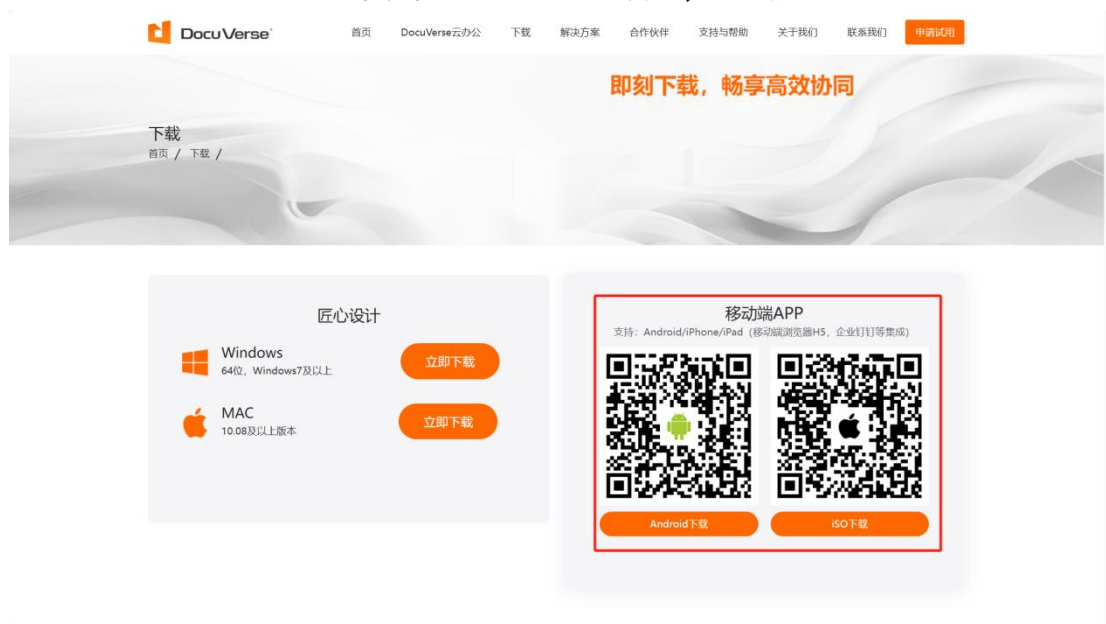 DocuVerse
首页 DocuVerse云办公 下载 解决方案 合作伙伴 支持与帮助 关于我们 联系我们 申请试用
即刻下载，畅享高效协同
下载
首页 / 下载 /
匠心设计
Windows
64位，Windows7及以上
立即下载
MAC
10.08及以上版本
立即下载
移动端APP
支持：Android/iPhone/iPad（移动端浏览器H5，企业钉钉等集成)
Android下载
iSO下载